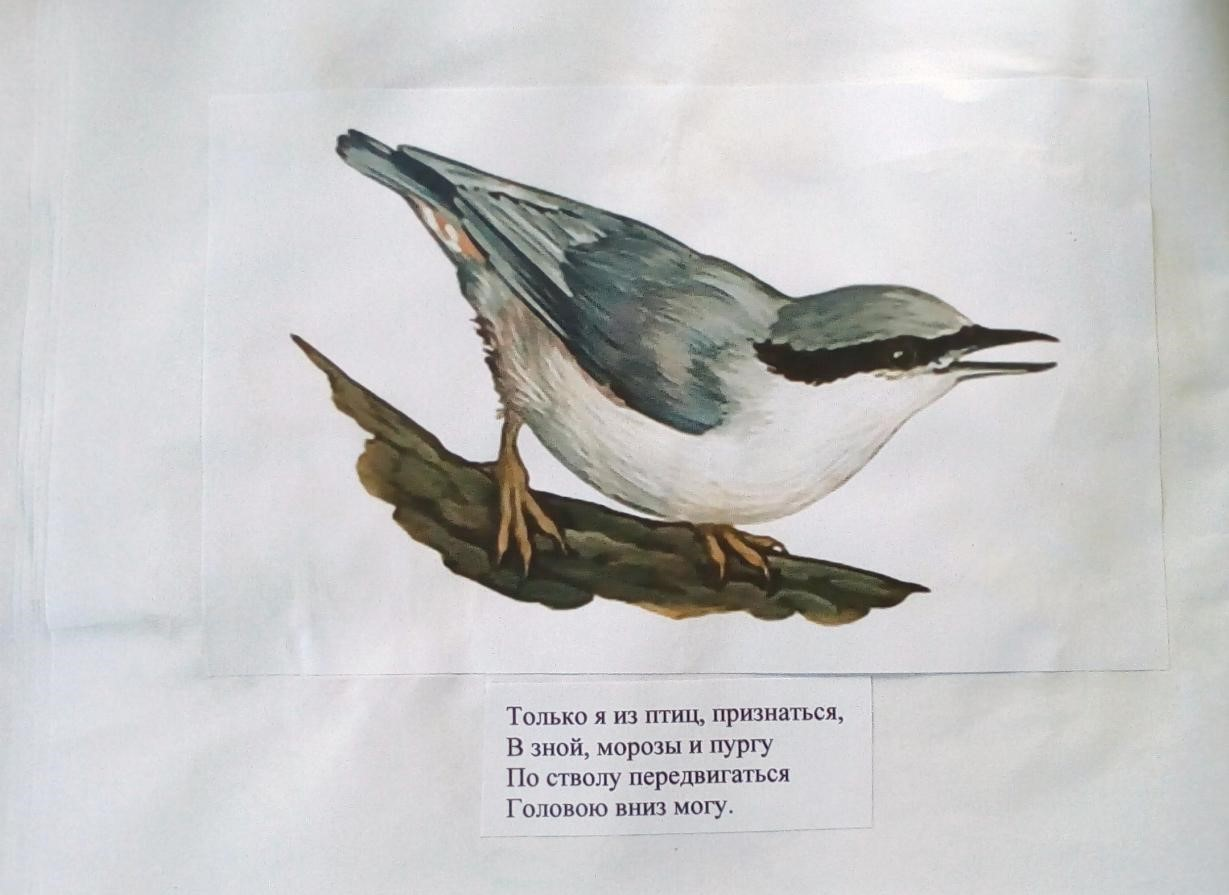 Только я из птиц, признаться,
В зной, морозы и пургу
По стволу передвигаться
Головою вниз могу.